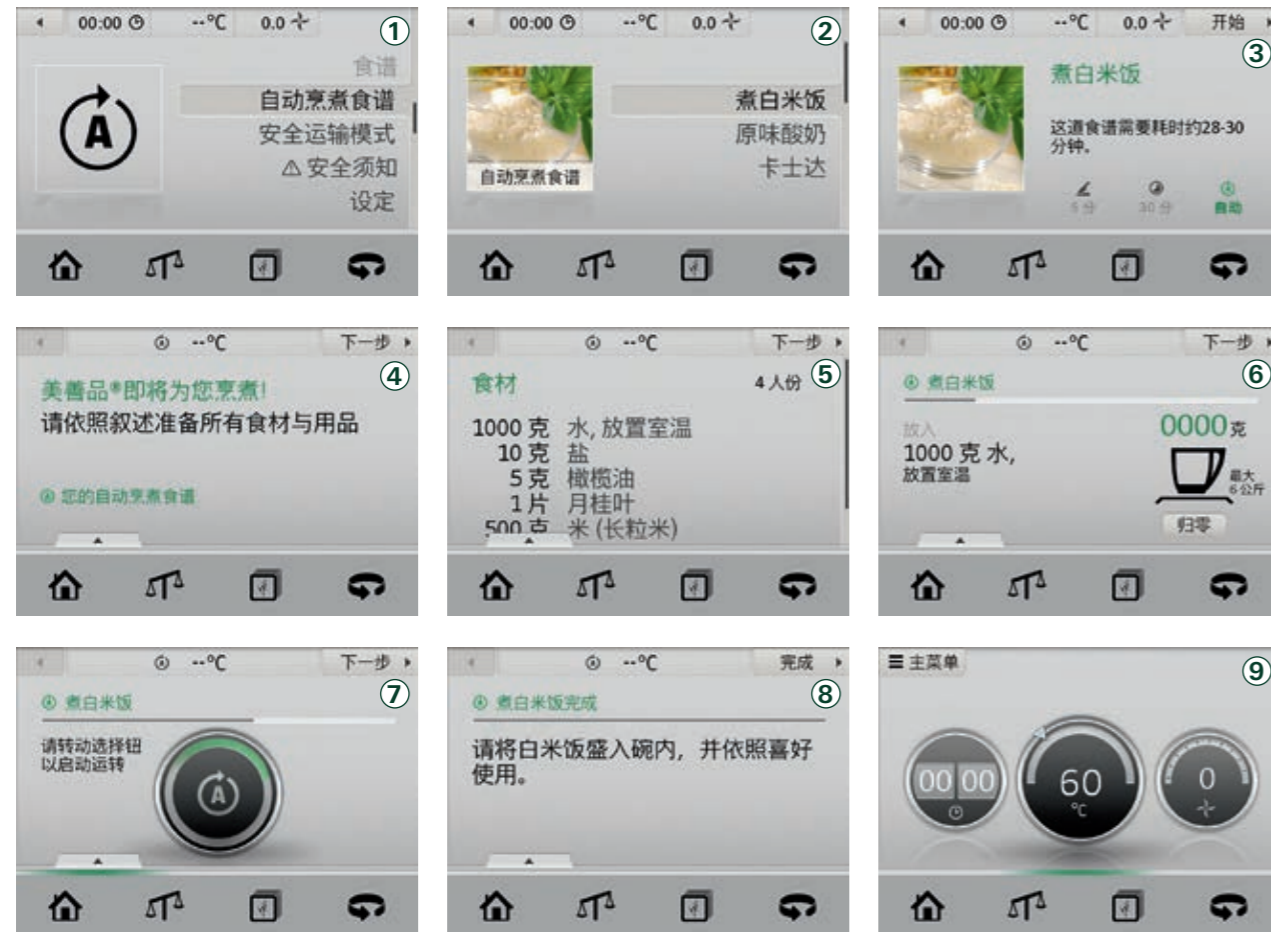 00:00 --°C 0.0
①
食谱
自动烹煮食谱
安全运输模式
安全须知
设定
A
00:00 --°C 0.0
②
煮白米饭
原味酸奶
卡士达
自动烹煮食谱
00:00 --°C 0.0 开始
③
煮白米饭
这道食谱需要耗时约28-30
分钟。
5 分 30 分 自动
--°C 下一步
④
美善品®即将为您烹煮!
请依照叙述准备所有食材与用品
您的自动烹煮食谱
--°C 下一步
⑤
食材 4 人份
1000 克 水, 放置室温
10 克 盐
5 克 橄榄油
1 片 月桂叶
500 克 米 (长粒米)
--°C 下一步
⑥
煮白米饭
放入
1000 克 水,
放置室温
0000 克
最大
6 公斤
归零
--°C 下一步
⑦
煮白米饭
请转动选择钮
以启动运转
A
--°C 完成
⑧
煮白米饭完成
请将白米饭盛入碗内，并依照喜好
使用。
主菜单
⑨
00 00
60
°C
0